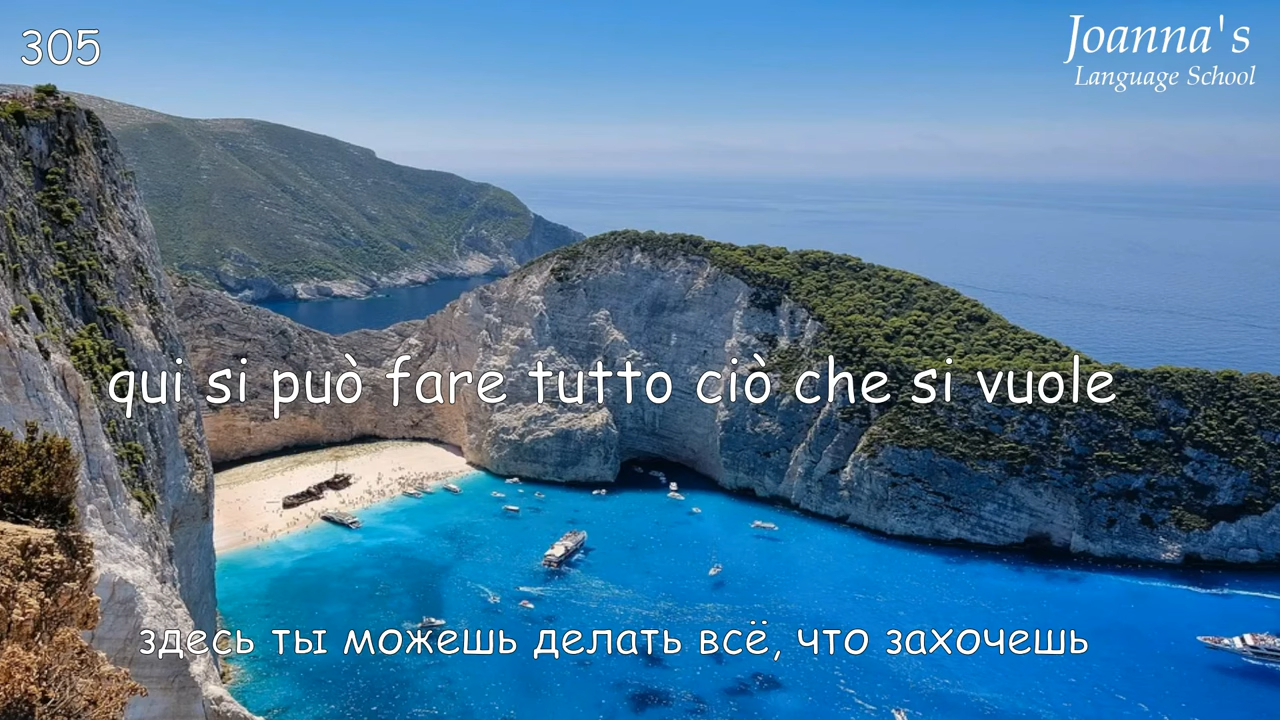 305
Joanna's
Language School
qui si può fare tutto ciò che si vuole
здесь ты можешь делать всё, что захочешь